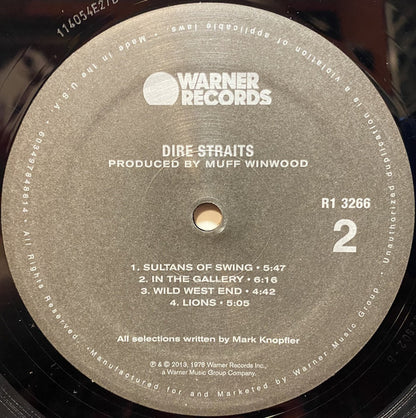 WARNER
RECORDS
DIRE STRAITS
PRODUCED BY MUFF WINWOOD
R1 3266
2
1. SULTANS OF SWING • 5:47
2. IN THE GALLERY • 6:16
3. WILD WEST END • 4:42
4. LIONS • 5:05
All selections written by Mark Knopfler
℗ & © 2013, 1978 Warner Records Inc.,
a Warner Music Group Company.
• Manufactured for and Marketed by Warner Music Group. • Unauthorized duplication is a violation of applicable laws. • Made in the U.S.A. • 603497848614 • All Rights Reserved.